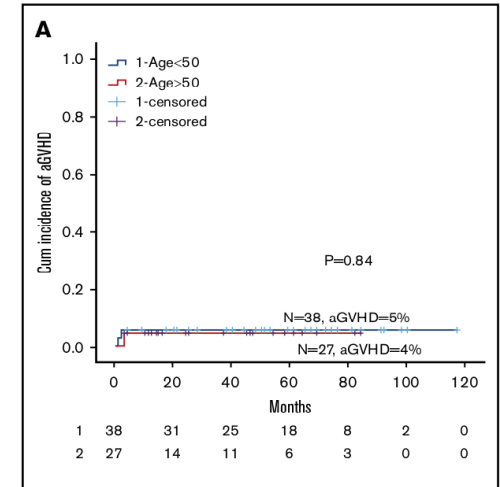 A
1.0
0.8
0.6
0.4
0.2
0.0
Cum incidence of aGVHD
1-Age<50
2-Age>50
1-censored
2-censored
P=0.84
N=38, aGVHD=5%
N=27, aGVHD=4%
0 20 40 60 80 100 120
Months
1 38 31 25 18 8 2 0
2 27 14 11 6 3 0 0